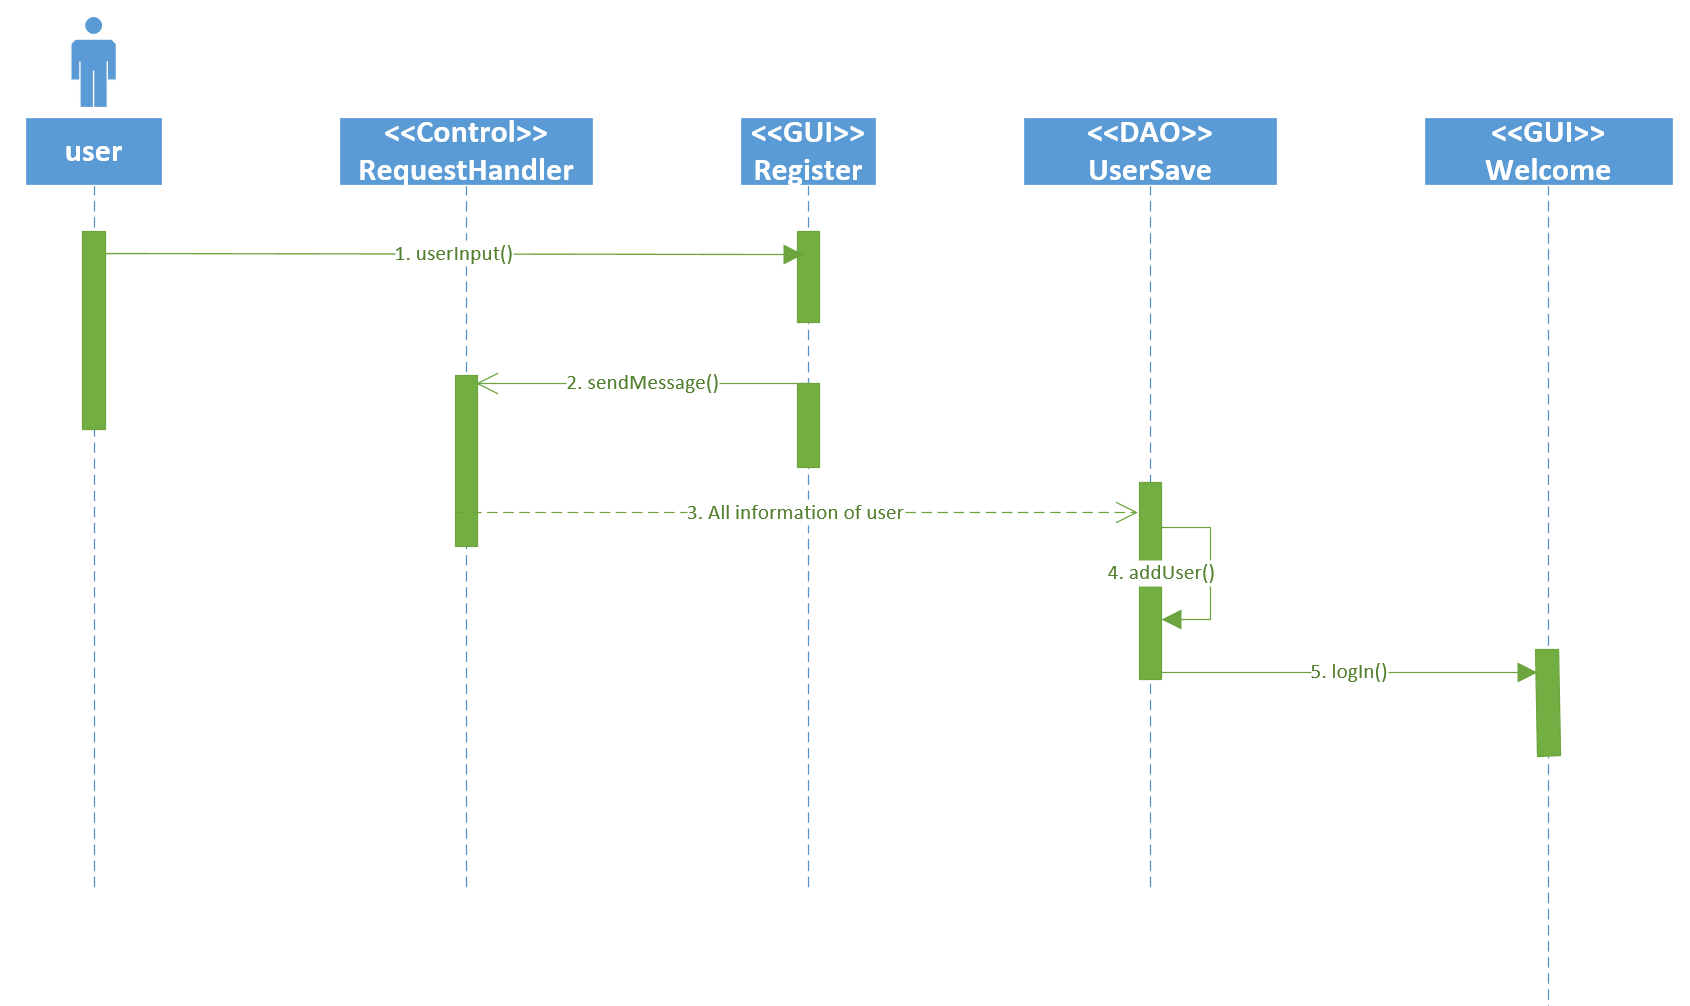 user
<<Control>>
RequestHandler
<<GUI>>
Register
<<DAO>>
UserSave
<<GUI>>
Welcome
1. userInput()
2. sendMessage()
3. All information of user
4. addUser()
5. logIn()